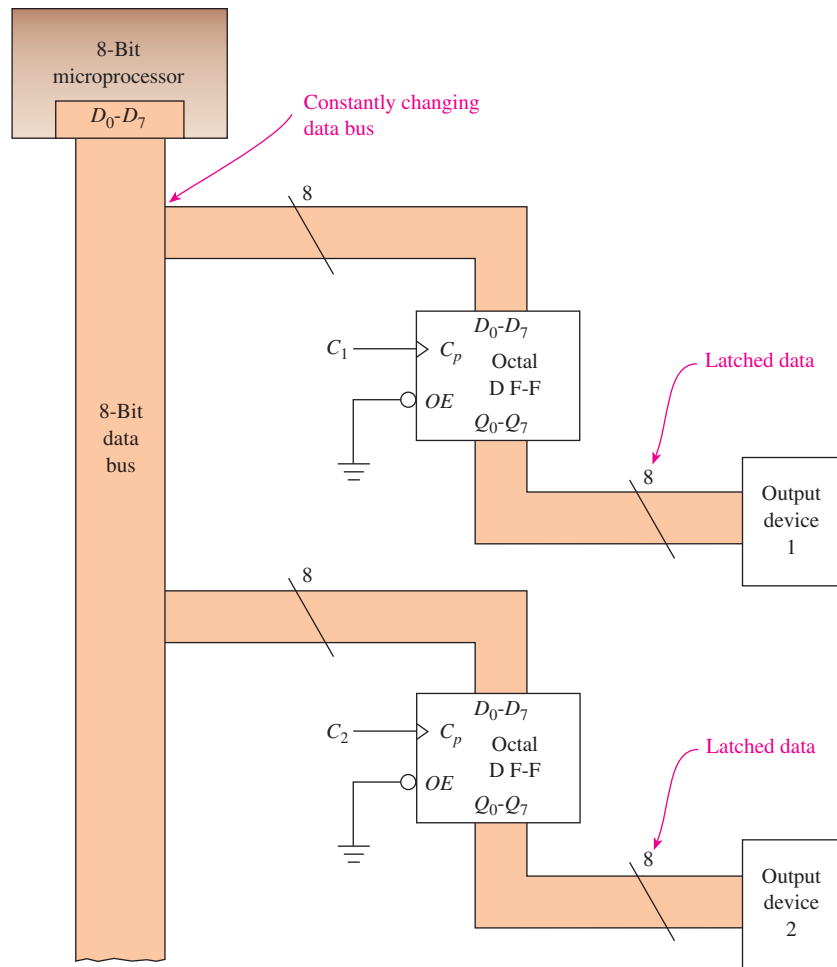 8-Bit
microprocessor
D₀-D₇
Constantly changing
data bus
8
D₀-D₇
C₁
Cₚ
Octal
D F-F
OE
Q₀-Q₇
Latched data
8-Bit
data
bus
8
Output
device
1
8
D₀-D₇
C₂
Cₚ
Octal
D F-F
OE
Q₀-Q₇
Latched data
8
Output
device
2